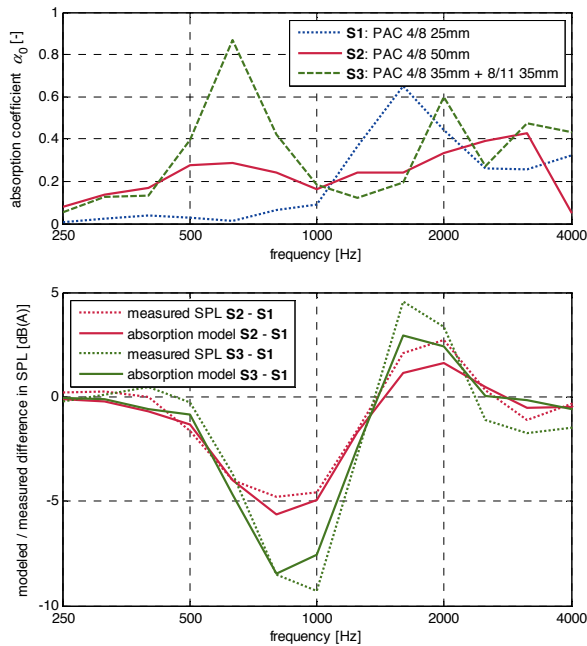 1
0.8
0.6
0.4
0.2
0
absorption coefficient α0 [-]
S1: PAC 4/8 25mm
S2: PAC 4/8 50mm
S3: PAC 4/8 35mm + 8/11 35mm
250 500 1000 2000 4000
frequency [Hz]
5
0
-5
-10
modeled / measured difference in SPL [dB(A)]
measured SPL S2 - S1
absorption model S2 - S1
measured SPL S3 - S1
absorption model S3 - S1
250 500 1000 2000 4000
frequency [Hz]